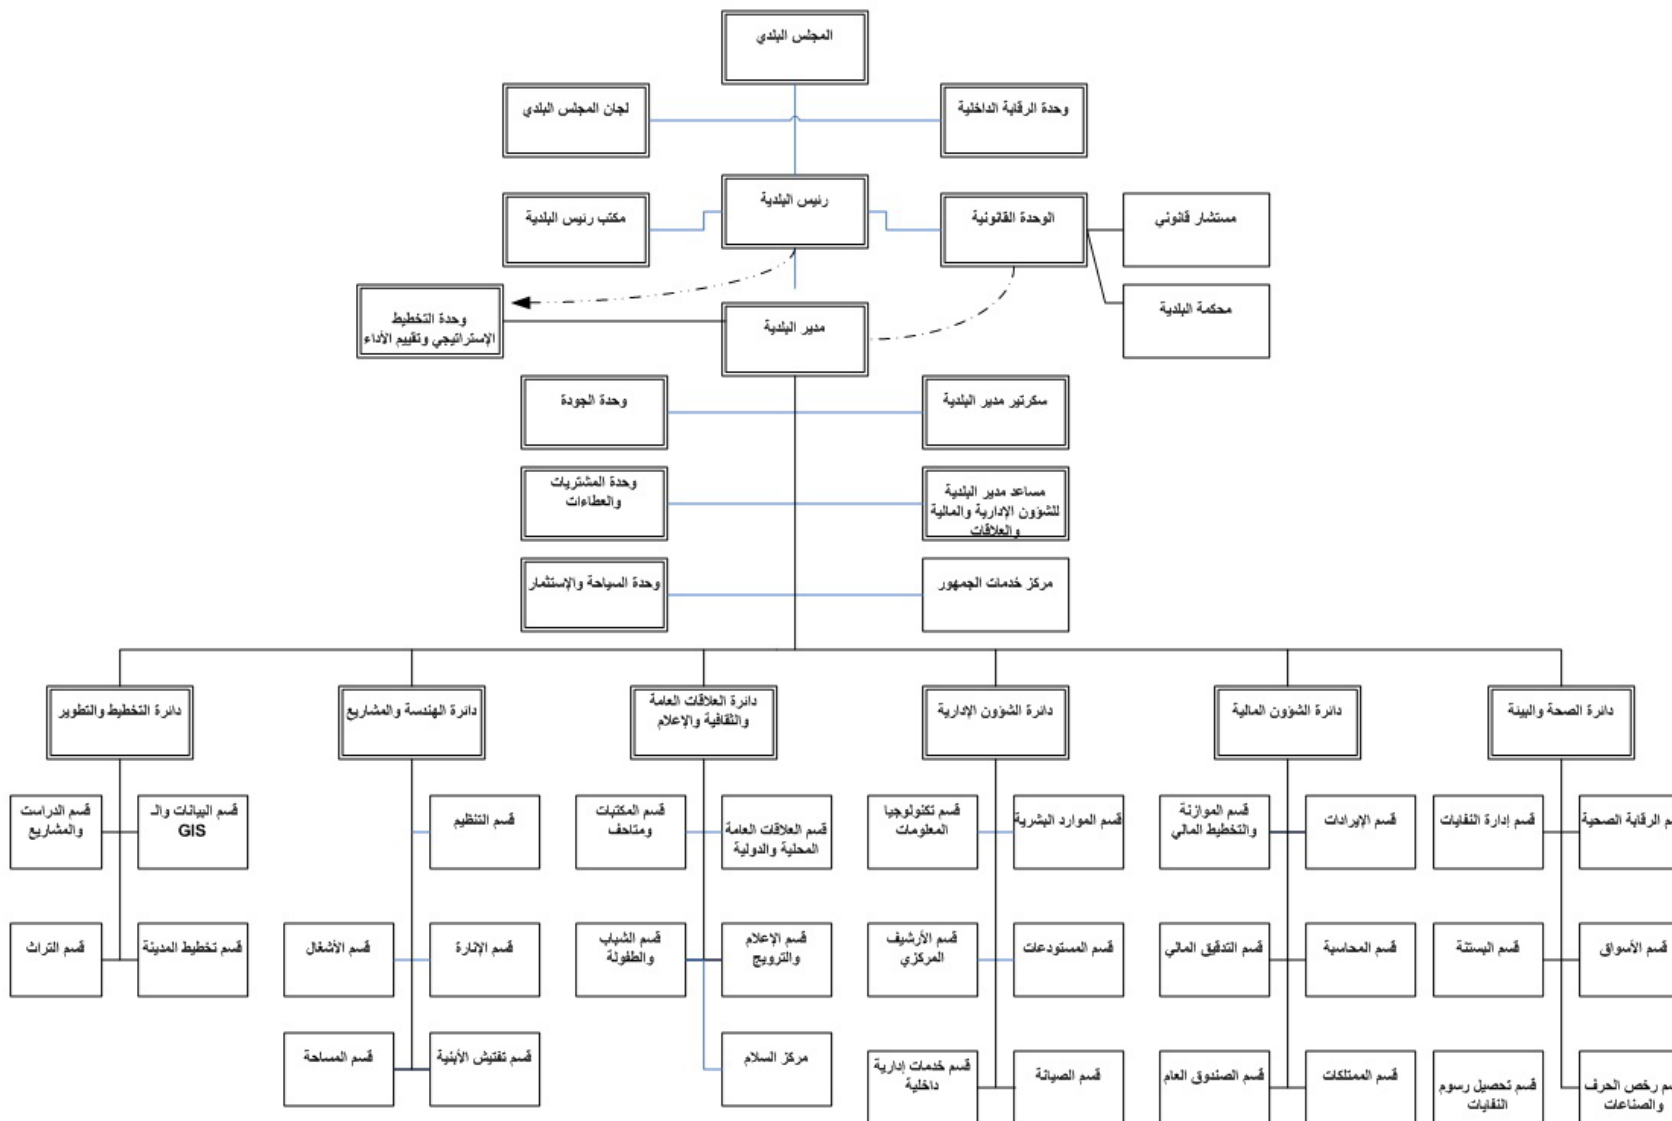 المجلس البلدي
وحدة الرقابة الداخلية
لجان المجلس البلدي
رئيس البلدية
الوحدة القانونية
مكتب رئيس البلدية
مستشار قانوني
محكمة البلدية
وحدة التخطيط
الإستراتيجي وتقييم الأداء
مدير البلدية
سكرتير مدير البلدية
وحدة الجودة
مساعد مدير البلدية
للشؤون الإدارية والمالية
والعلاقات
وحدة المشتريات
والعطاءات
مركز خدمات الجمهور
وحدة السياحة والإستثمار
دائرة الصحة والبيئة
دائرة الشؤون المالية
دائرة الشؤون الإدارية
دائرة العلاقات العامة
والثقافية والإعلام
دائرة الهندسة والمشاريع
دائرة التخطيط والتطوير
الرقابة الصحية
قسم إدارة النفايات
قسم الإيرادات
قسم الموازنة
والتخطيط المالي
قسم الموارد البشرية
قسم تكنولوجيا
المعلومات
قسم العلاقات العامة
المحلية والدولية
قسم المكتبات
ومتاحف
قسم التنظيم
قسم البيانات والـ
GIS
قسم الدراست
والمشاريع
قسم الأسواق
قسم البستنة
قسم المحاسبة
قسم التدقيق المالي
قسم المستودعات
قسم الأرشيف
المركزي
قسم الإعلام
والترويج
قسم الشباب
والطفولة
قسم الإنارة
قسم الأشغال
قسم تخطيط المدينة
قسم التراث
رخص الحرف
والصناعات
قسم تحصيل رسوم
النفايات
قسم الممتلكات
قسم الصندوق العام
قسم الصيانة
قسم خدمات إدارية
داخلية
مركز السلام
قسم تفتيش الأبنية
قسم المساحة